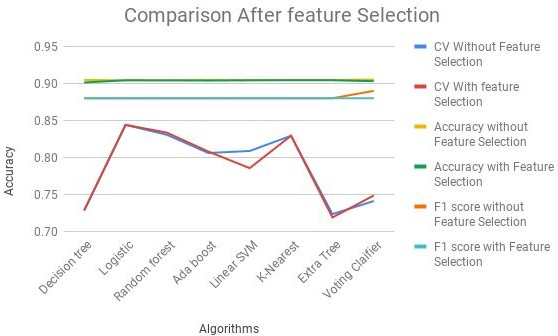 Comparison After feature Selection
0.95
0.90
0.85
0.80
0.75
0.70
Accuracy
Decision tree
Logistic
Random forest
Ada boost
Linear SVM
K-Nearest
Extra Tree
Voting Claifier
Algorithms
CV Without Feature
Selection
CV With feature
Selection
Accuracy without
Feature Selection
Accuracy with Feature
Selection
F1 score without
Feature Selection
F1 score with Feature
Selection